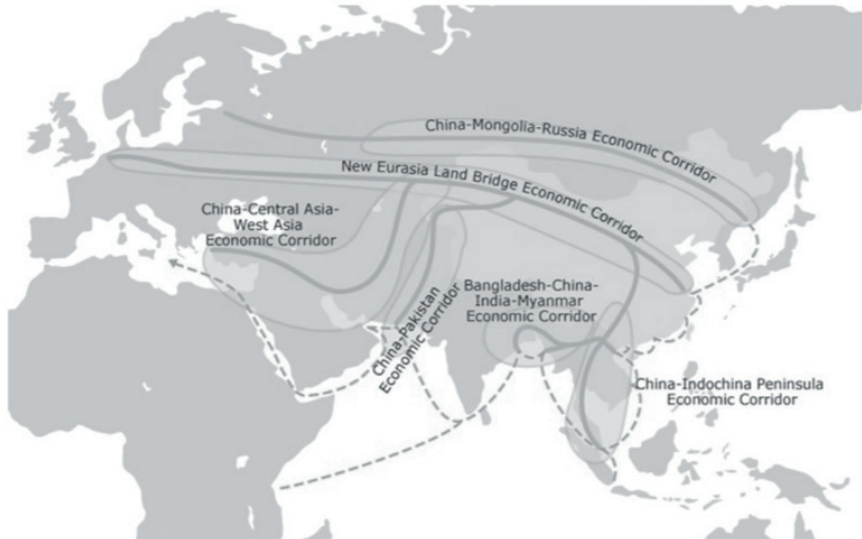 China-Mongolia-Russia Economic Corridor
New Eurasia Land Bridge Economic Corridor
China-Central Asia-
West Asia
Economic Corridor
China-Pakistan
Economic Corridor
Bangladesh-China-
India-Myanmar
Economic Corridor
China-Indochina Peninsula
Economic Corridor